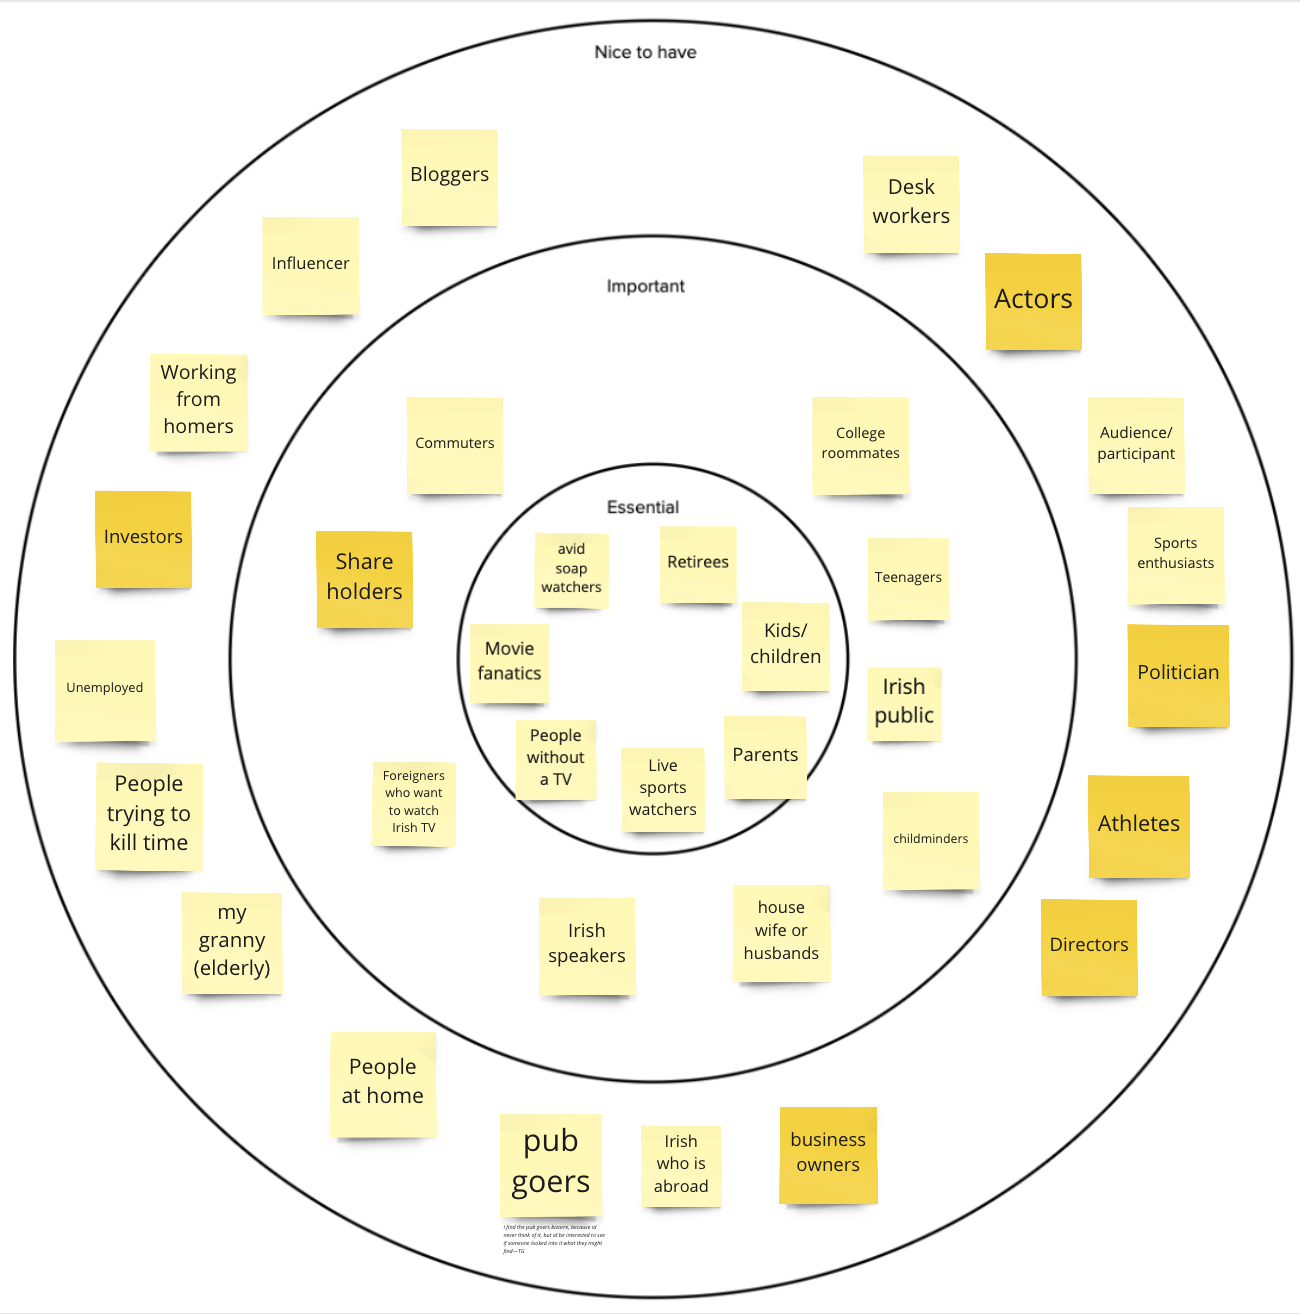 Nice to have
Bloggers
Desk
workers
Influencer
Actors
Important
Working
from
homers
Commuters
College
roommates
Audience/
participant
Investors
Share
holders
Essential
avid
soap
watchers
Retirees
Teenagers
Sports
enthusiasts
Movie
fanatics
Kids/
children
Unemployed
Irish
public
Politician
People
without
a TV
Live
sports
watchers
Parents
People
trying to
kill time
Foreigners
who want
to watch
Irish TV
childminders
Athletes
my
granny
(elderly)
Irish
speakers
house
wife or
husbands
Directors
People
at home
pub
goers
Irish
who is
abroad
business
owners
I find the pub goers bizarre, because id
never think of it, but id be interested to see
if someone looked into it what they might
find—TG